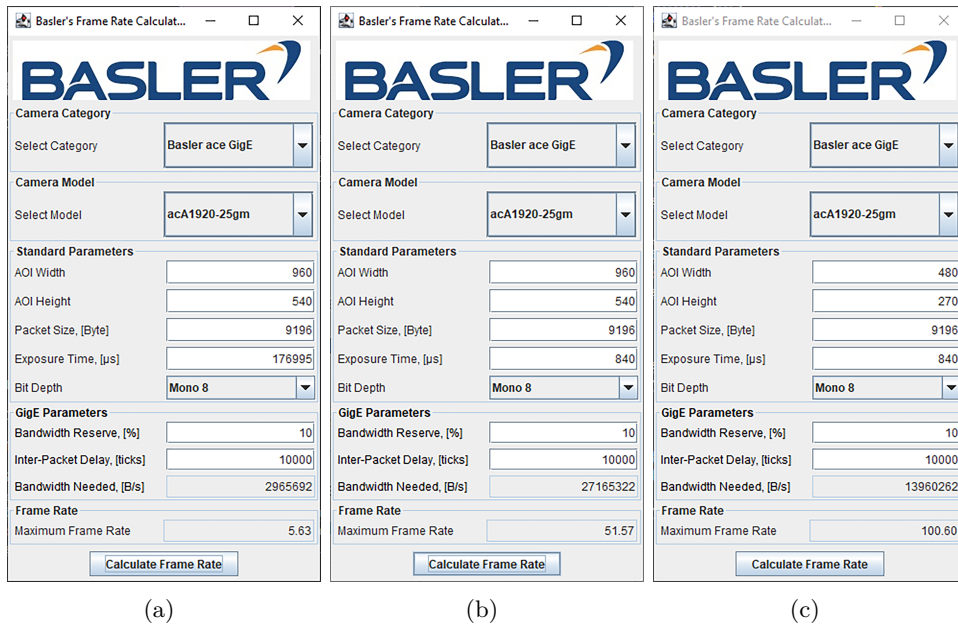 Basler's Frame Rate Calculat...
BASLER
Camera Category
Select Category Basler ace GigE
Camera Model
Select Model acA1920-25gm
Standard Parameters
AOI Width 960
AOI Height 540
Packet Size, [Byte] 9196
Exposure Time, [µs] 176995
Bit Depth Mono 8
GigE Parameters
Bandwidth Reserve, [%] 10
Inter-Packet Delay, [ticks] 10000
Bandwidth Needed, [B/s] 2965692
Frame Rate
Maximum Frame Rate 5.63
Calculate Frame Rate
(a)
Basler's Frame Rate Calculat...
BASLER
Camera Category
Select Category Basler ace GigE
Camera Model
Select Model acA1920-25gm
Standard Parameters
AOI Width 960
AOI Height 540
Packet Size, [Byte] 9196
Exposure Time, [µs] 840
Bit Depth Mono 8
GigE Parameters
Bandwidth Reserve, [%] 10
Inter-Packet Delay, [ticks] 10000
Bandwidth Needed, [B/s] 27165322
Frame Rate
Maximum Frame Rate 51.57
Calculate Frame Rate
(b)
Basler's Frame Rate Calculat...
BASLER
Camera Category
Select Category Basler ace GigE
Camera Model
Select Model acA1920-25gm
Standard Parameters
AOI Width 480
AOI Height 270
Packet Size, [Byte] 9196
Exposure Time, [µs] 840
Bit Depth Mono 8
GigE Parameters
Bandwidth Reserve, [%] 10
Inter-Packet Delay, [ticks] 10000
Bandwidth Needed, [B/s] 13960262
Frame Rate
Maximum Frame Rate 100.60
Calculate Frame Rate
(c)